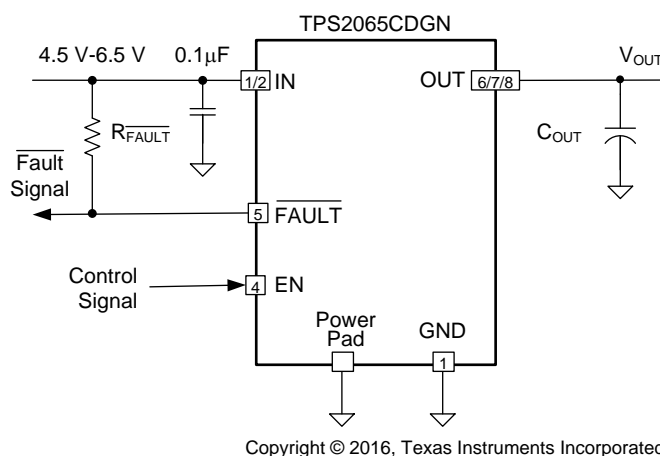 TPS2065CDGN
4.5 V-6.5 V
0.1μF
1/2
IN
OUT
6/7/8
VOUT
RFAULT
COUT
Fault
Signal
5
FAULT
Control
Signal
4
EN
Power
Pad
GND
1
Copyright © 2016, Texas Instruments Incorporated